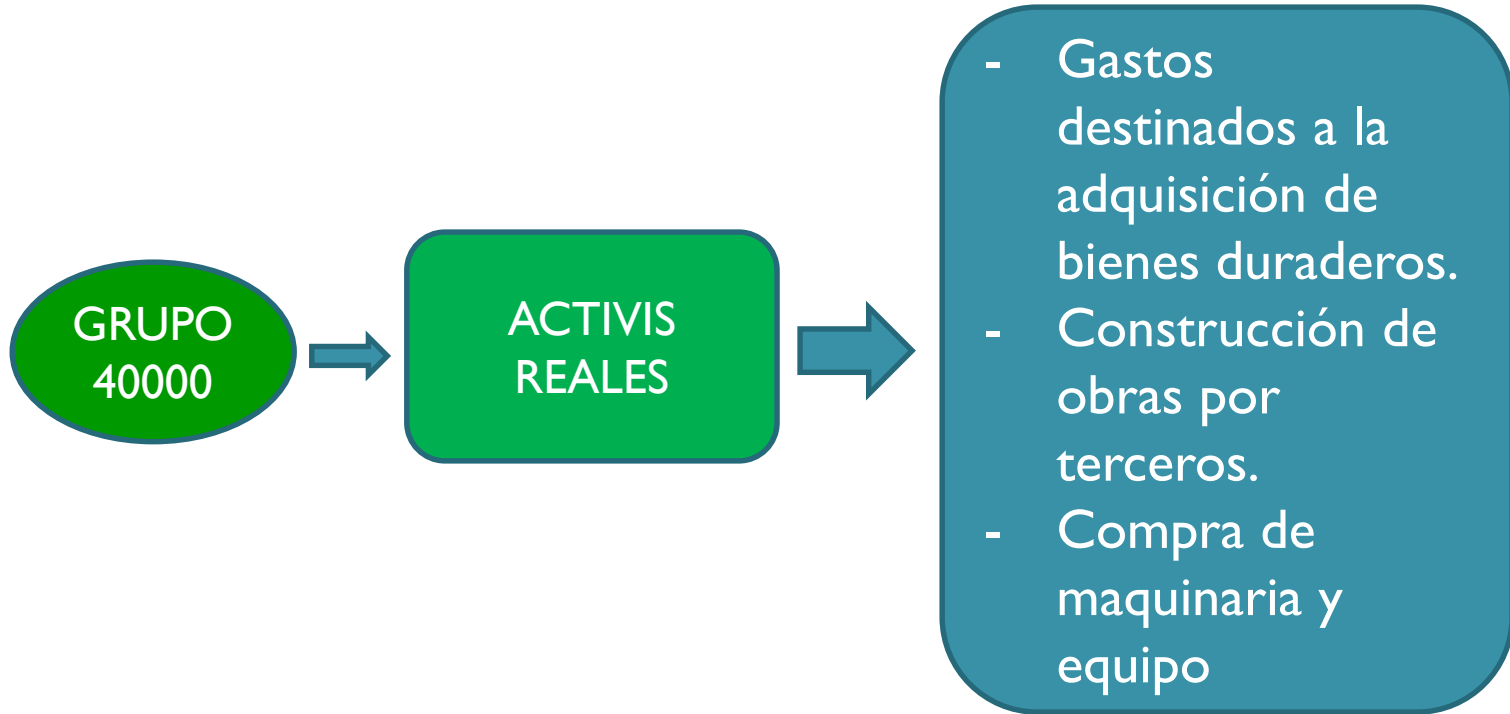 GRUPO
40000
ACTIVIS
REALES
- Gastos
destinados a la
adquisición de
bienes duraderos.
- Construcción de
obras por
terceros.
- Compra de
maquinaria y
equipo